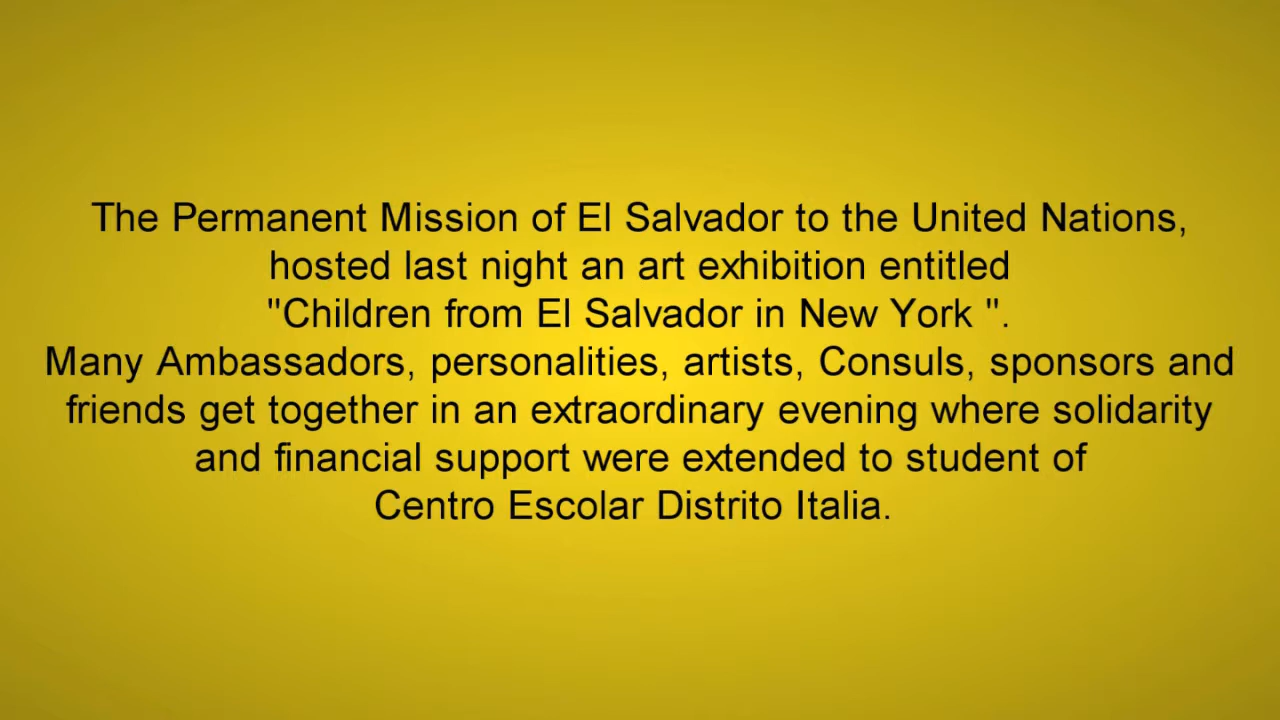 The Permanent Mission of El Salvador to the United Nations,
hosted last night an art exhibition entitled
"Children from El Salvador in New York ".
Many Ambassadors, personalities, artists, Consuls, sponsors and
friends get together in an extraordinary evening where solidarity
and financial support were extended to student of
Centro Escolar Distrito Italia.